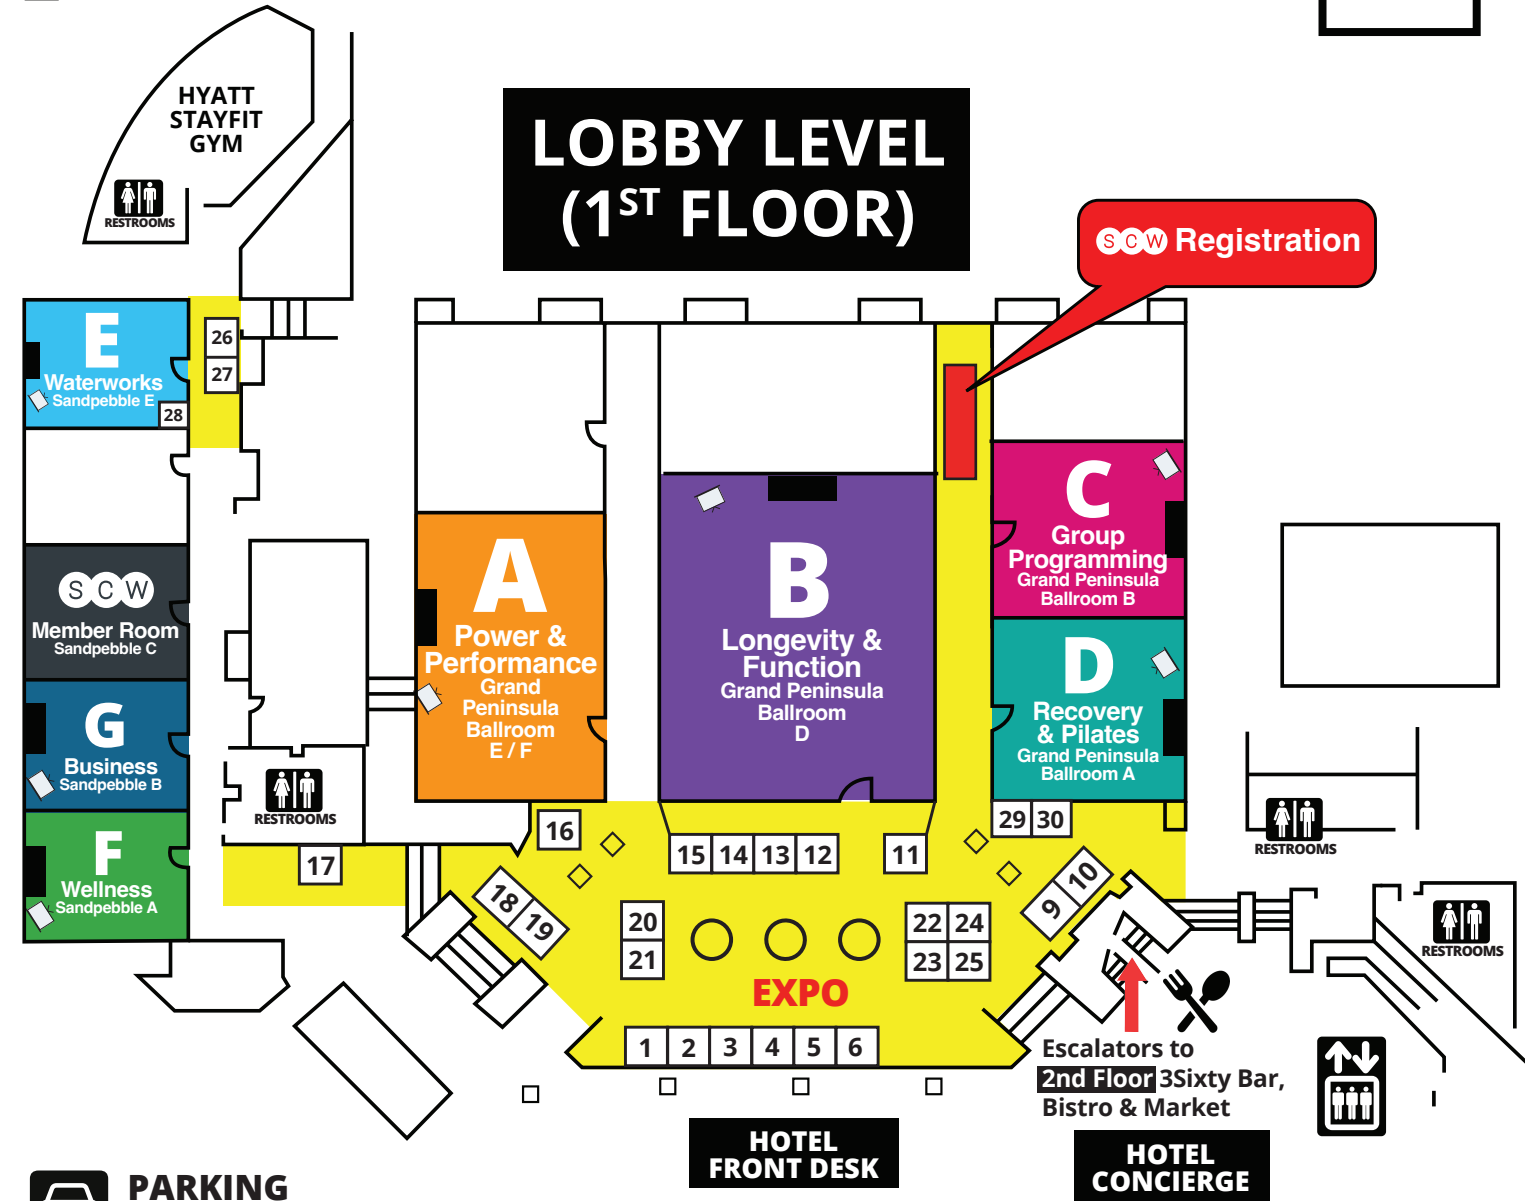 HYATT
STAYFIT
GYM
RESTROOMS
LOBBY LEVEL
(1ST FLOOR)
SCW Registration
E
Waterworks
Sandpebble E
26
27
28
SCW
Member Room
Sandpebble C
G
Business
Sandpebble B
F
Wellness
Sandpebble A
RESTROOMS
A
Power &
Performance
Grand
Peninsula
Ballroom
E / F
B
Longevity &
Function
Grand Peninsula
Ballroom
D
C
Group
Programming
Grand Peninsula
Ballroom B
D
Recovery
& Pilates
Grand Peninsula
Ballroom A
16
17
15 14 13 12
11
29 30
18 19
9 10
20
21
22 24
23 25
EXPO
1 2 3 4 5 6
RESTROOMS
RESTROOMS
Escalators to
2nd Floor 3Sixty Bar,
Bistro & Market
HOTEL
FRONT DESK
HOTEL
CONCIERGE
PARKING